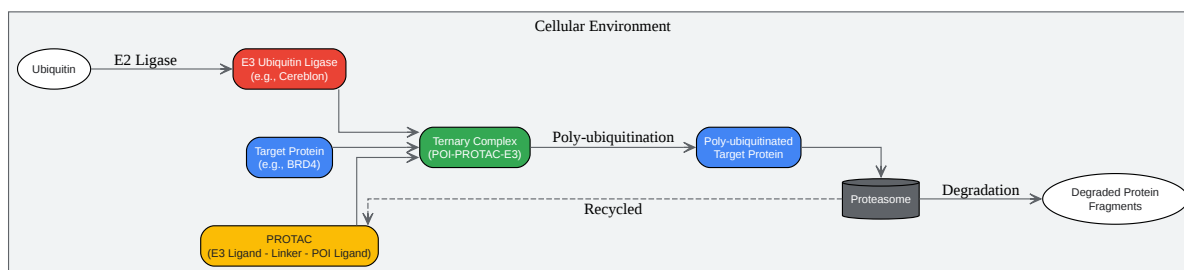 Cellular Environment
Ubiquitin
E2 Ligase
E3 Ubiquitin Ligase
(e.g., Cereblon)
Target Protein
(e.g., BRD4)
Ternary Complex
(POI-PROTAC-E3)
Poly-ubiquitination
Poly-ubiquitinated
Target Protein
Proteasome
Degradation
Degraded Protein
Fragments
Recycled
PROTAC
(E3 Ligand - Linker - POI Ligand)